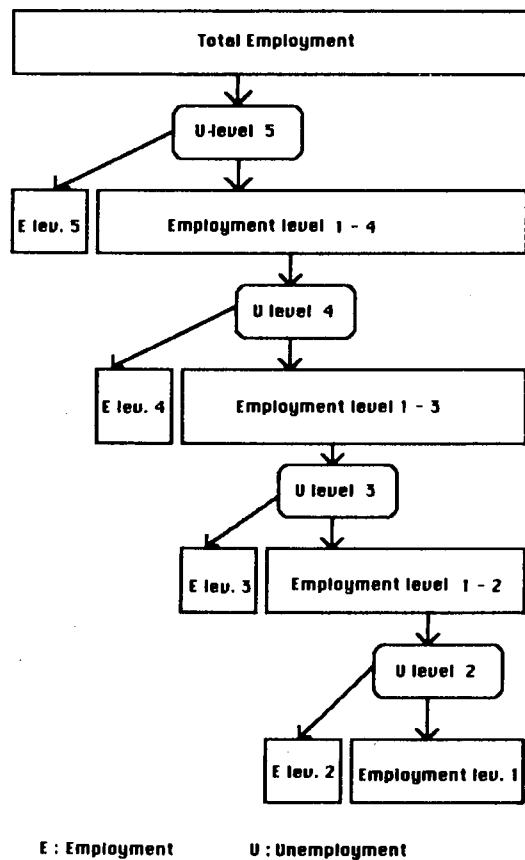 Total Employment
U-level 5
E lev. 5
Employment level 1 - 4
U level 4
E lev. 4
Employment level 1 - 3
U level 3
E lev. 3
Employment level 1 - 2
U level 2
E lev. 2
Employment lev. 1
E : Employment U : Unemployment